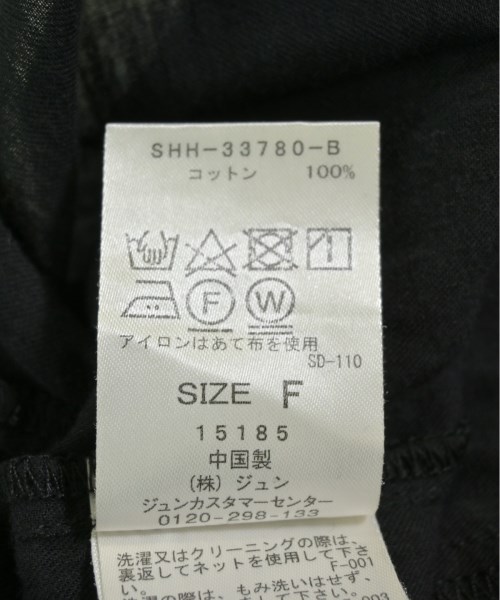 SHH-33780-B
コットン 100%
F W
アイロンはあて布を使用
SD-110
SIZE F
15185
中国製
(株) ジュン
ジュンカスタマーセンター
0120-298-133
洗濯又はクリーニングの際は、
裏返してネットを使用して下さ
い。 F-001
は、もみ洗いはせず、